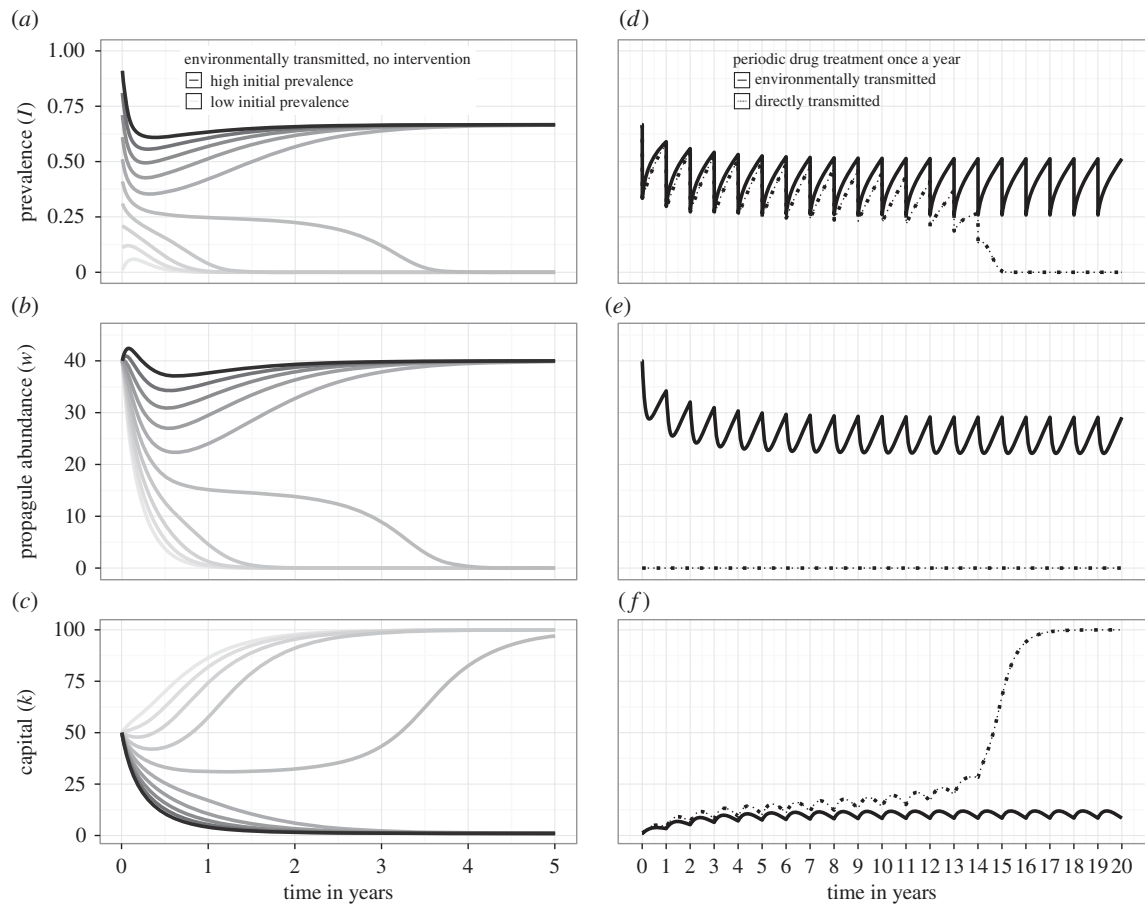 (a)
environmentally transmitted, no intervention
high initial prevalence
low initial prevalence
prevalence (I)
1.00
0.75
0.50
0.25
0
(d)
periodic drug treatment once a year
environmentally transmitted
directly transmitted
(b)
propagule abundance (w)
40
30
20
10
0
(e)
(c)
capital (k)
100
75
50
25
0
0 1 2 3 4 5
time in years
(f)
0 1 2 3 4 5 6 7 8 9 10 11 12 13 14 15 16 17 18 19 20
time in years